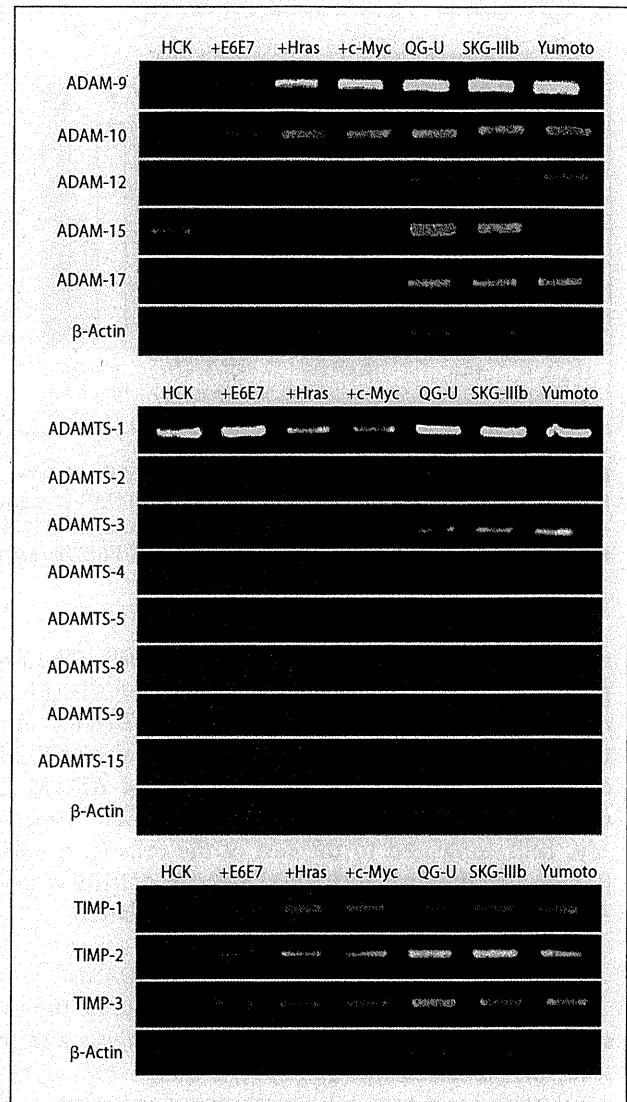 HCK +E6E7 +Hras +c-Myc QG-U SKG-IIIb Yumoto
ADAM-9
ADAM-10
ADAM-12
ADAM-15
ADAM-17
β-Actin
HCK +E6E7 +Hras +c-Myc QG-U SKG-IIIb Yumoto
ADAMTS-1
ADAMTS-2
ADAMTS-3
ADAMTS-4
ADAMTS-5
ADAMTS-8
ADAMTS-9
ADAMTS-15
β-Actin
HCK +E6E7 +Hras +c-Myc QG-U SKG-IIIb Yumoto
TIMP-1
TIMP-2
TIMP-3
β-Actin